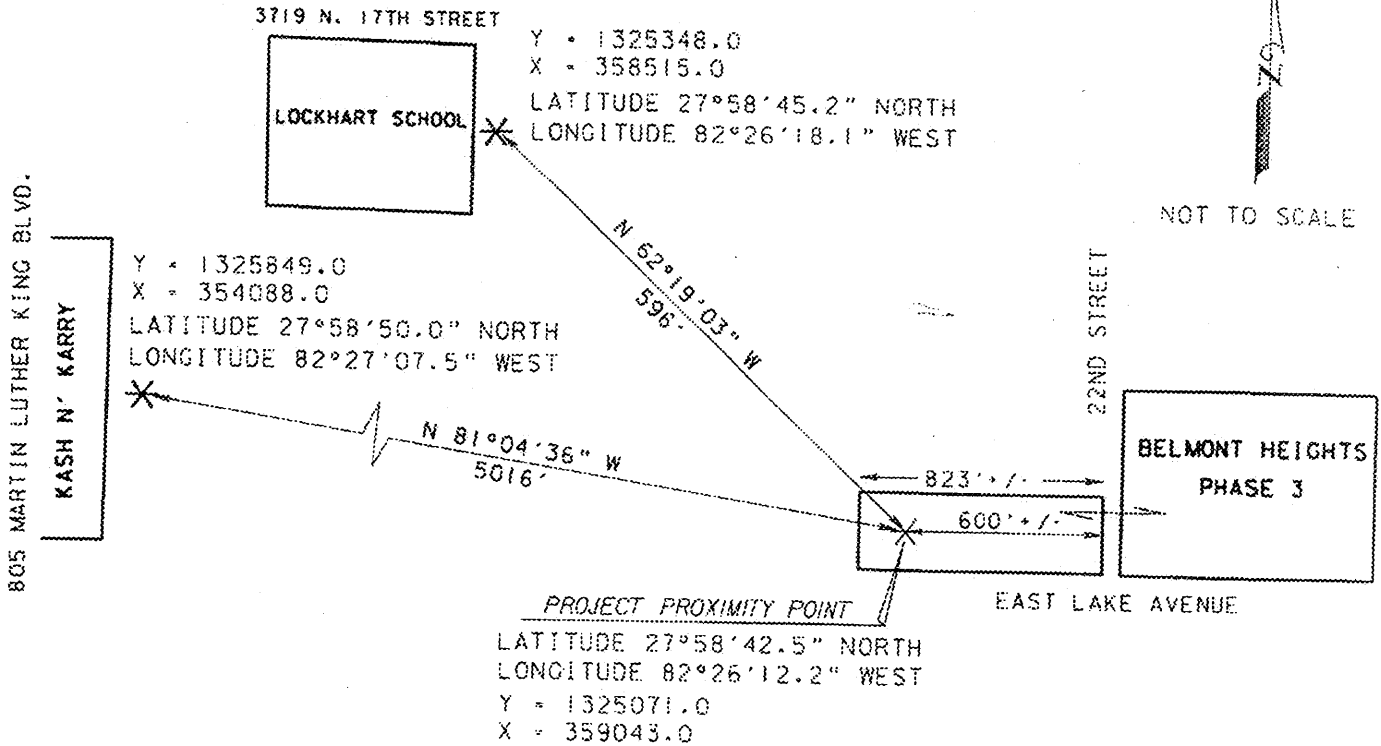 3719 N. 17TH STREET
LOCKHART SCHOOL
Y = 1325348.0
X = 358515.0
LATITUDE 27°58'45.2" NORTH
LONGITUDE 82°26'18.1" WEST
NOT TO SCALE
805 MARTIN LUTHER KING BLVD.
KASH N' KARRY
Y = 1325849.0
X = 354088.0
LATITUDE 27°58'50.0" NORTH
LONGITUDE 82°27'07.5" WEST
N 62°19'03" W
596'
N 81°04'36" W
5016'
22ND STREET
BELMONT HEIGHTS
PHASE 3
823'+/-
600'+/-
EAST LAKE AVENUE
PROJECT PROXIMITY POINT
LATITUDE 27°58'42.5" NORTH
LONGITUDE 82°26'12.2" WEST
Y = 1325071.0
X = 359043.0